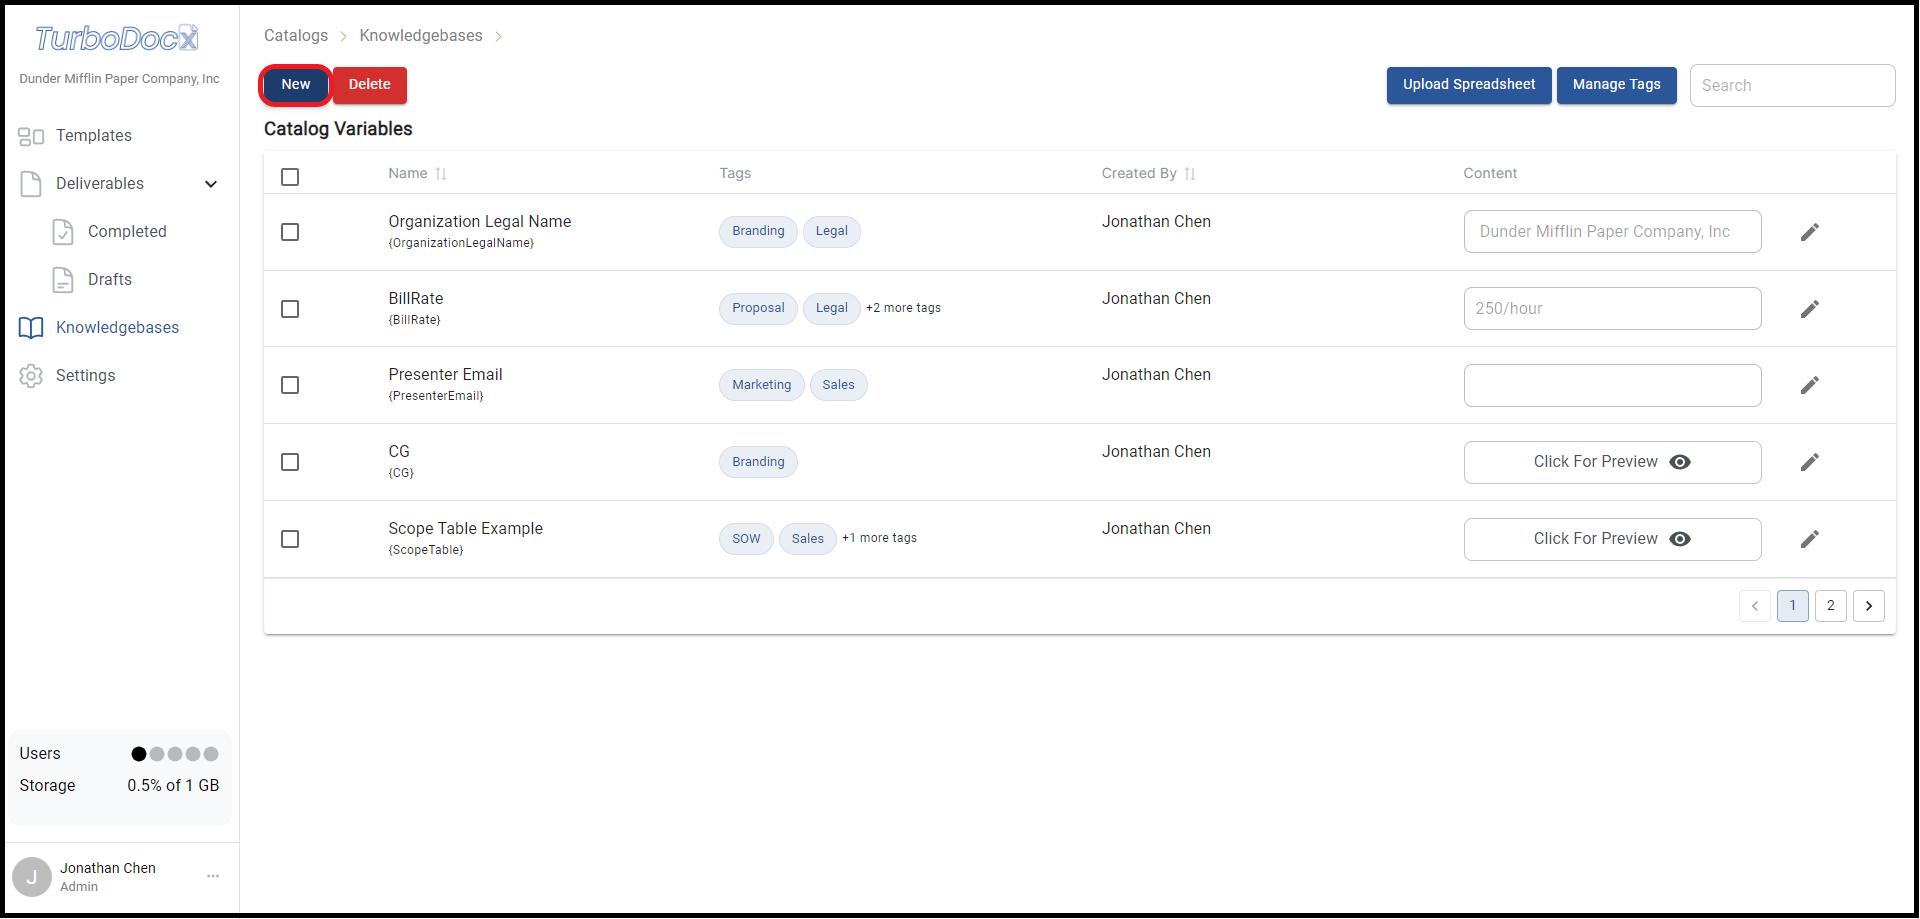 TurboDocX
Dunder Mifflin Paper Company, Inc
Templates
Deliverables
Completed
Drafts
Knowledgebases
Settings
Users
Storage 0.5% of 1 GB
J
Jonathan Chen
Admin
Catalogs > Knowledgebases >
New Delete Upload Spreadsheet Manage Tags Search
Catalog Variables
Name Tags Created By Content
Organization Legal Name Branding Legal Jonathan Chen Dunder Mifflin Paper Company, Inc
{OrganizationLegalName}
BillRate Proposal Legal +2 more tags Jonathan Chen 250/hour
{BillRate}
Presenter Email Marketing Sales Jonathan Chen
{PresenterEmail}
CG Branding Jonathan Chen Click For Preview
{CG}
Scope Table Example SOW Sales +1 more tags Jonathan Chen Click For Preview
{ScopeTable}
< 1 2 >